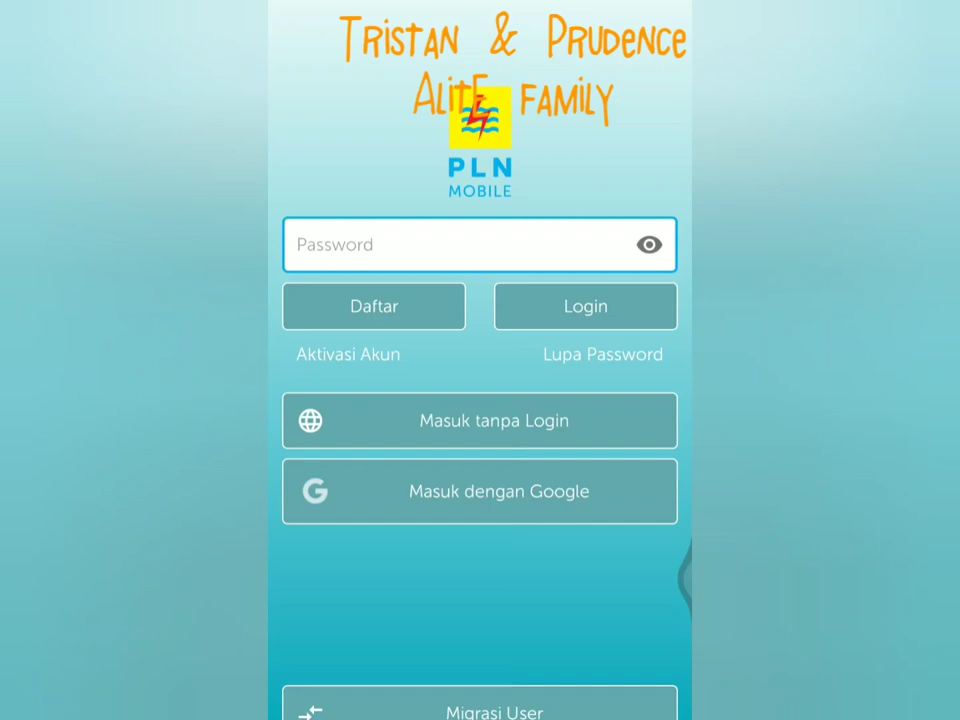 Tristan & Prudence
Alite family
PLN
MOBILE
Password
Daftar
Login
Aktivasi Akun
Lupa Password
Masuk tanpa Login
G
Masuk dengan Google
Migrasi User